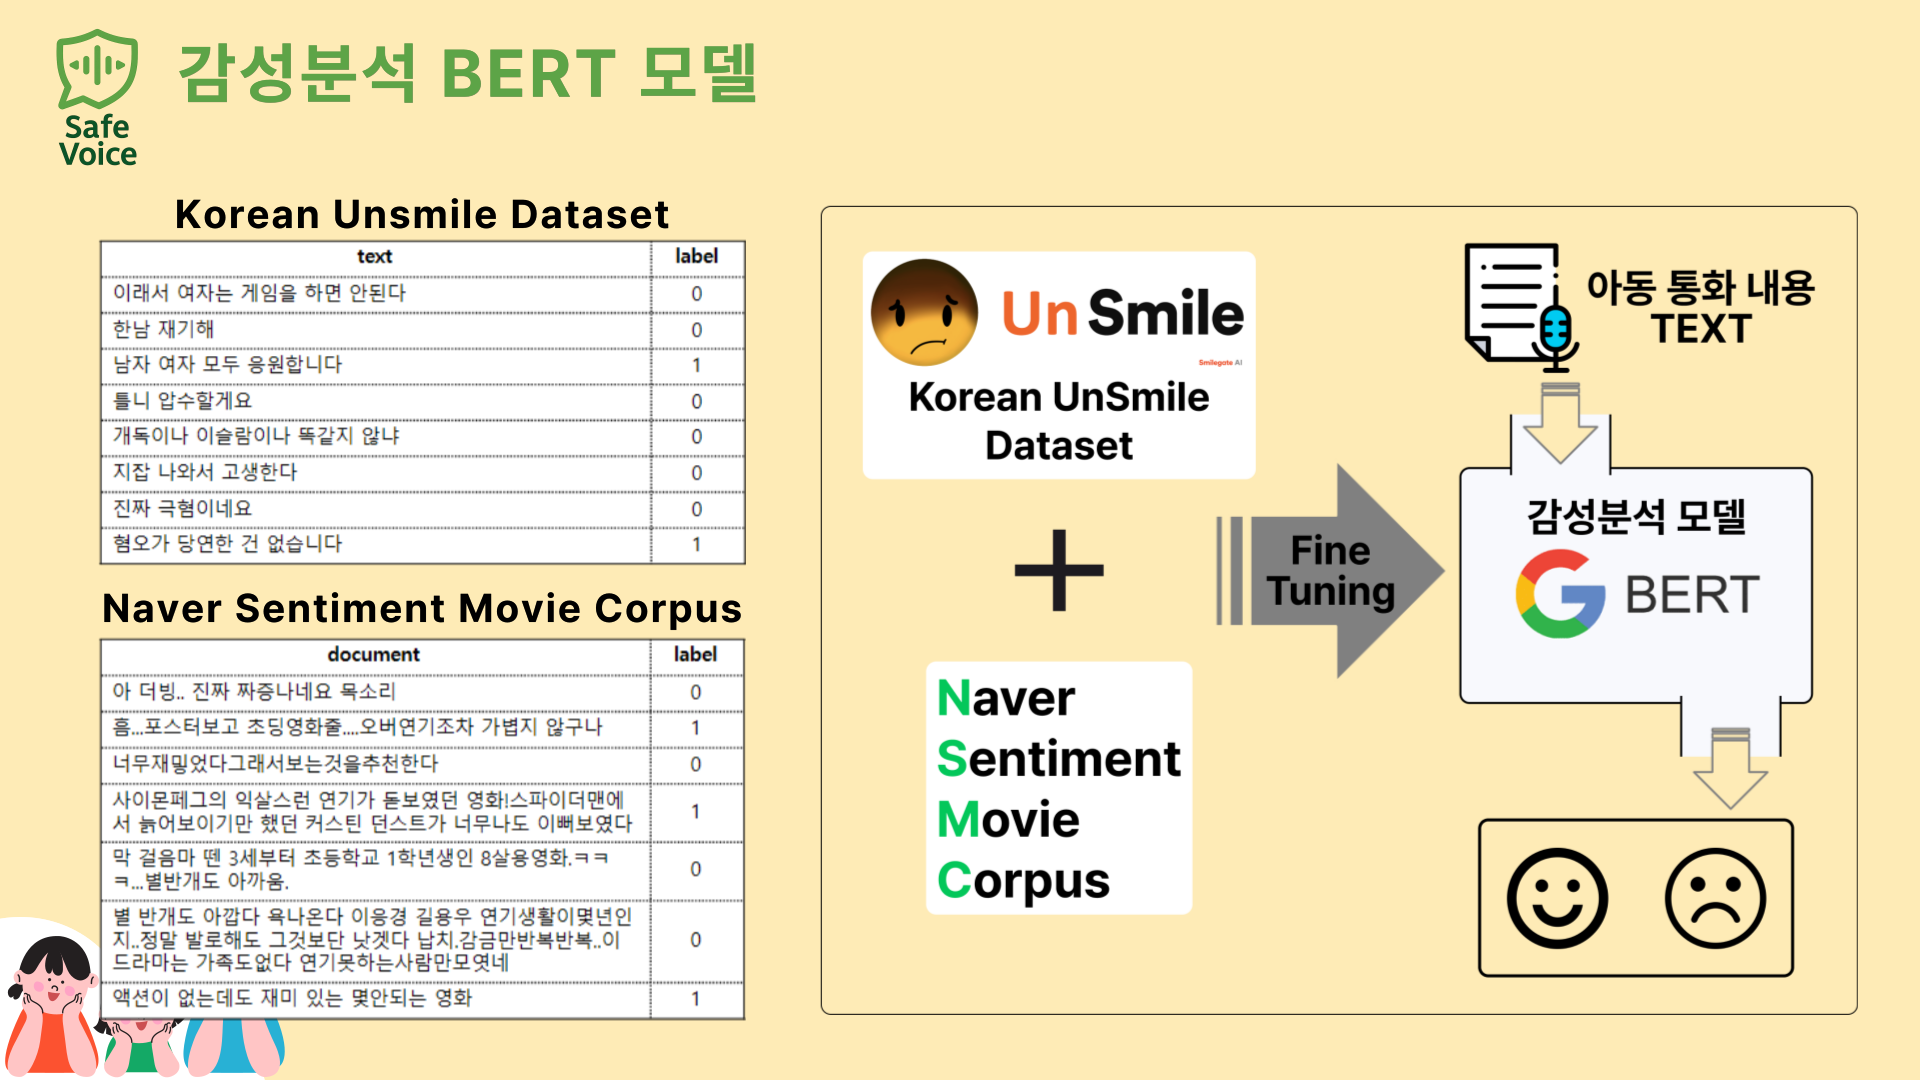 감성분석 BERT 모델
Safe
Voice
Korean Unsmile Dataset
text label
이래서 여자는 게임을 하면 안된다 0
한남 재기해 0
남자 여자 모두 응원합니다 1
틀니 압수할게요 0
개독이나 이슬람이나 똑같지 않냐 0
지잡 나와서 고생한다 0
진짜 극혐이네요 0
혐오가 당연한 건 없습니다 1
Naver Sentiment Movie Corpus
document label
아 더빙.. 진짜 짜증나네요 목소리 0
흠...포스터보고 초딩영화줄....오버연기조차 가볍지 않구나 1
너무재밓었다그래서보는것을추천한다 0
사이몬페그의 익살스런 연기가 돋보였던 영화!스파이더맨에
서 늙어보이기만 했던 커스틴 던스트가 너무나도 이뻐보였다 1
막 걸음마 뗀 3세부터 초등학교 1학년생인 8살용영화.ㅋㅋ
ㅋ...별반개도 아까움. 0
별 반개도 아깝다 욕나온다 이응경 길용우 연기생활이몇년인
지..정말 발로해도 그것보단 낫겟다 납치.감금만반복반복..이
드라마는 가족도없다 연기못하는사람만모엿네 0
액션이 없는데도 재미 있는 몇안되는 영화 1
Un Smile
Smilegate AI
Korean UnSmile
Dataset
+
Naver
Sentiment
Movie
Corpus
Fine
Tuning
아동 통화 내용
TEXT
감성분석 모델
G BERT